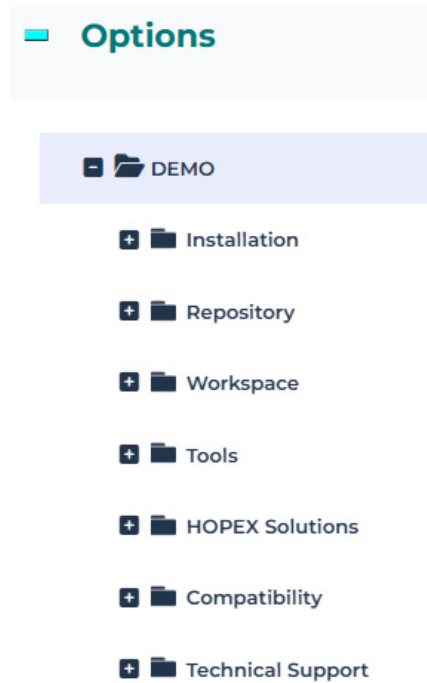 Options
DEMO
Installation
Repository
Workspace
Tools
HOPEX Solutions
Compatibility
Technical Support